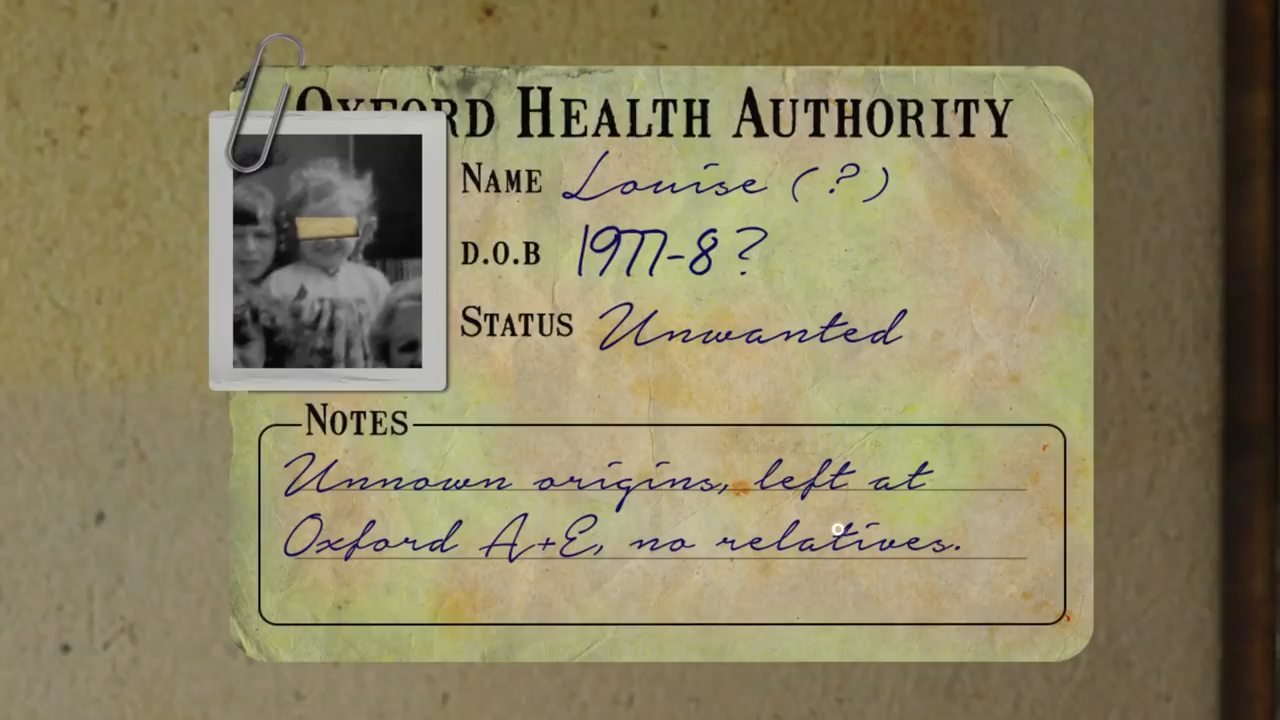 OXFORD HEALTH AUTHORITY
NAME Louise (?)
D.O.B 1977-8?
STATUS Unwanted
NOTES
Unnown origins, left at
Oxford A+E, no relatives.